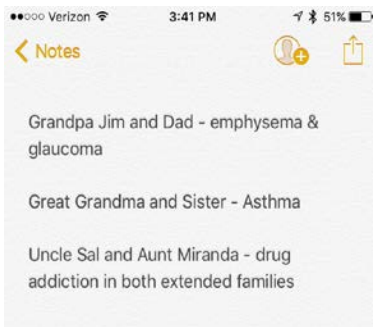 Verizon 3:41 PM 51%
Notes
Grandpa Jim and Dad - emphysema &
glaucoma
Great Grandma and Sister - Asthma
Uncle Sal and Aunt Miranda - drug
addiction in both extended families